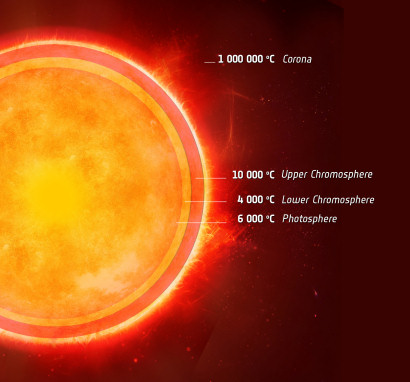 1 000 000 °C Corona
10 000 °C Upper Chromosphere
4 000 °C Lower Chromosphere
6 000 °C Photosphere